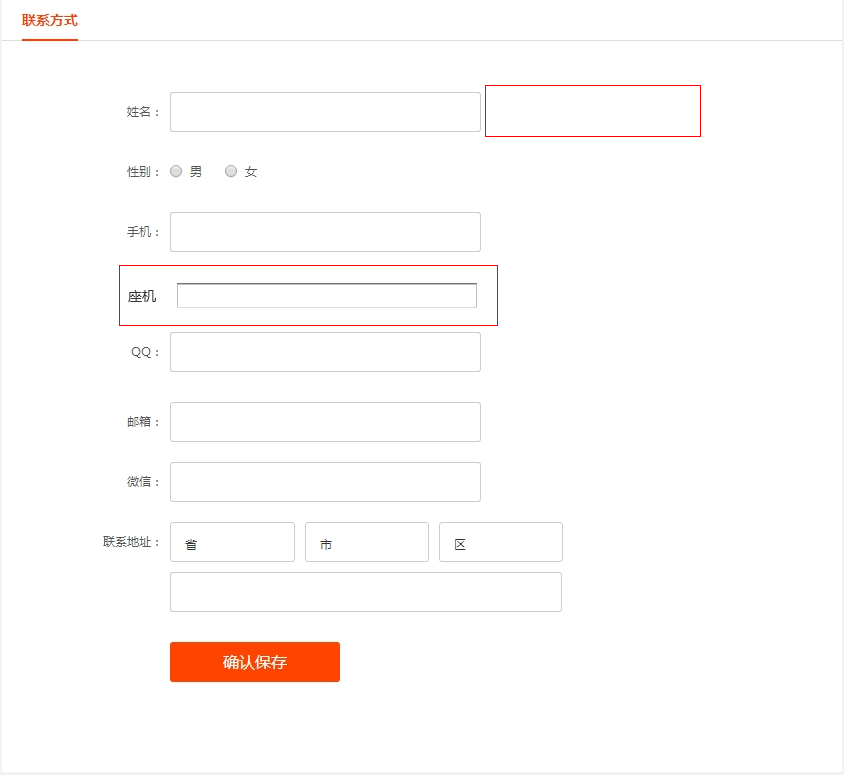 联系方式
姓名：
性别： 男 女
手机：
座机
QQ：
邮箱：
微信：
联系地址： 省 市 区
确认保存